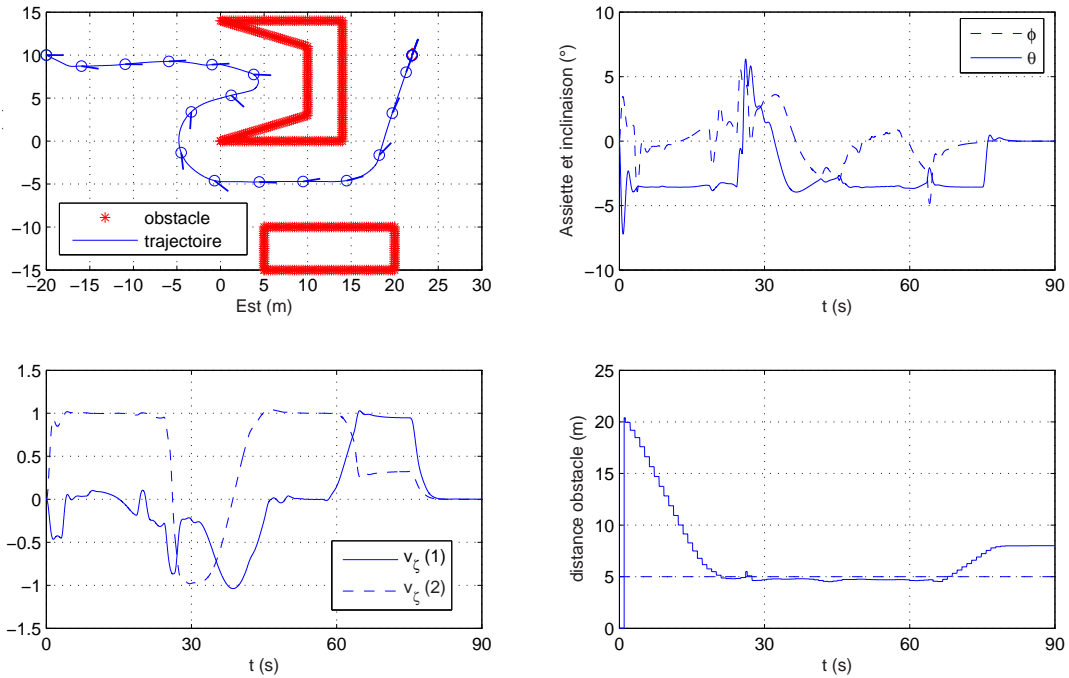 15
10
5
0
−5
−10
−15
−20 −15 −10 −5 0 5 10 15 20 25 30
Est (m)
obstacle
trajectoire
10
5
0
−5
−10
0 30 60 90
t (s)
Assiette et inclinaison (°)
ϕ
θ
1.5
1
0.5
0
−0.5
−1
−1.5
0 30 60 90
t (s)
v_ζ (1)
v_ζ (2)
25
20
15
10
5
0
0 30 60 90
t (s)
distance obstacle (m)